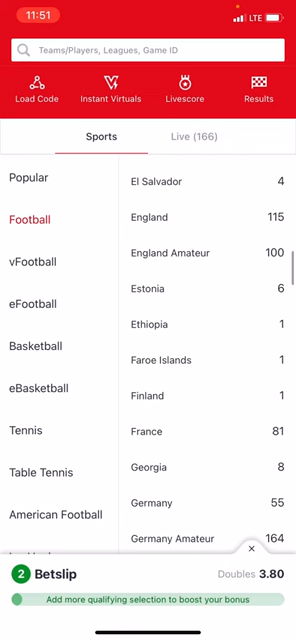 11:51
LTE
Teams/Players, Leagues, Game ID
Load Code
Instant Virtuals
Livescore
Results
Sports
Live (166)
Popular
Football
vFootball
eFootball
Basketball
eBasketball
Tennis
Table Tennis
American Football
El Salvador 4
England 115
England Amateur 100
Estonia 6
Ethiopia 1
Faroe Islands 1
Finland 1
France 81
Georgia 8
Germany 55
Germany Amateur 164
2 Betslip
Doubles 3.80
Add more qualifying selection to boost your bonus